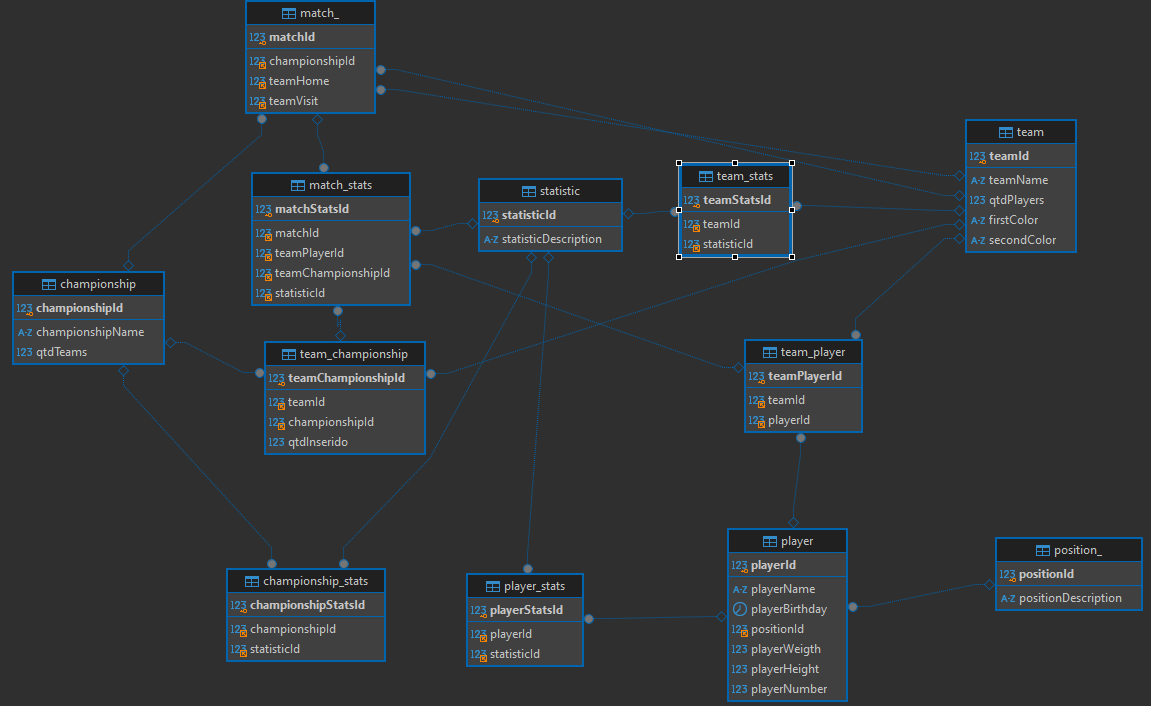 match_
123 matchId
123 championshipId
123 teamHome
123 teamVisit
match_stats
123 matchStatsId
123 matchId
123 teamPlayerId
123 teamChampionshipId
123 statisticId
statistic
123 statisticId
A-Z statisticDescription
team_stats
123 teamStatsId
123 teamId
123 statisticId
team
123 teamId
A-Z teamName
123 qtdPlayers
A-Z firstColor
A-Z secondColor
championship
123 championshipId
A-Z championshipName
123 qtdTeams
team_championship
123 teamChampionshipId
123 teamId
123 championshipId
123 qtdInserido
team_player
123 teamPlayerId
123 teamId
123 playerId
championship_stats
123 championshipStatsId
123 championshipId
123 statisticId
player_stats
123 playerStatsId
123 playerId
123 statisticId
player
123 playerId
A-Z playerName
playerBirthday
123 positionId
123 playerWeigth
123 playerHeight
123 playerNumber
position_
123 positionId
A-Z positionDescription